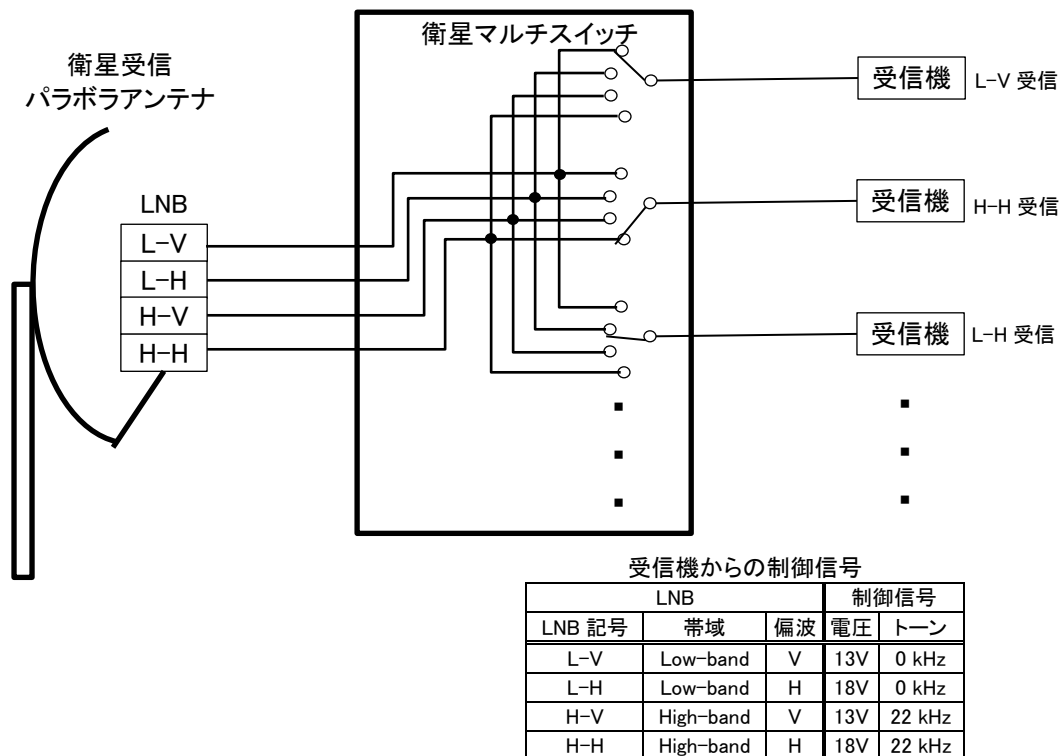 衛星マルチスイッチ
衛星受信
パラボラアンテナ
受信機 L-V 受信
LNB
L-V
L-H
H-V
H-H
受信機 H-H 受信
受信機 L-H 受信
受信機からの制御信号
LNB 制御信号
LNB 記号 帯域 偏波 電圧 トーン
L-V Low-band V 13V 0 kHz
L-H Low-band H 18V 0 kHz
H-V High-band V 13V 22 kHz
H-H High-band H 18V 22 kHz